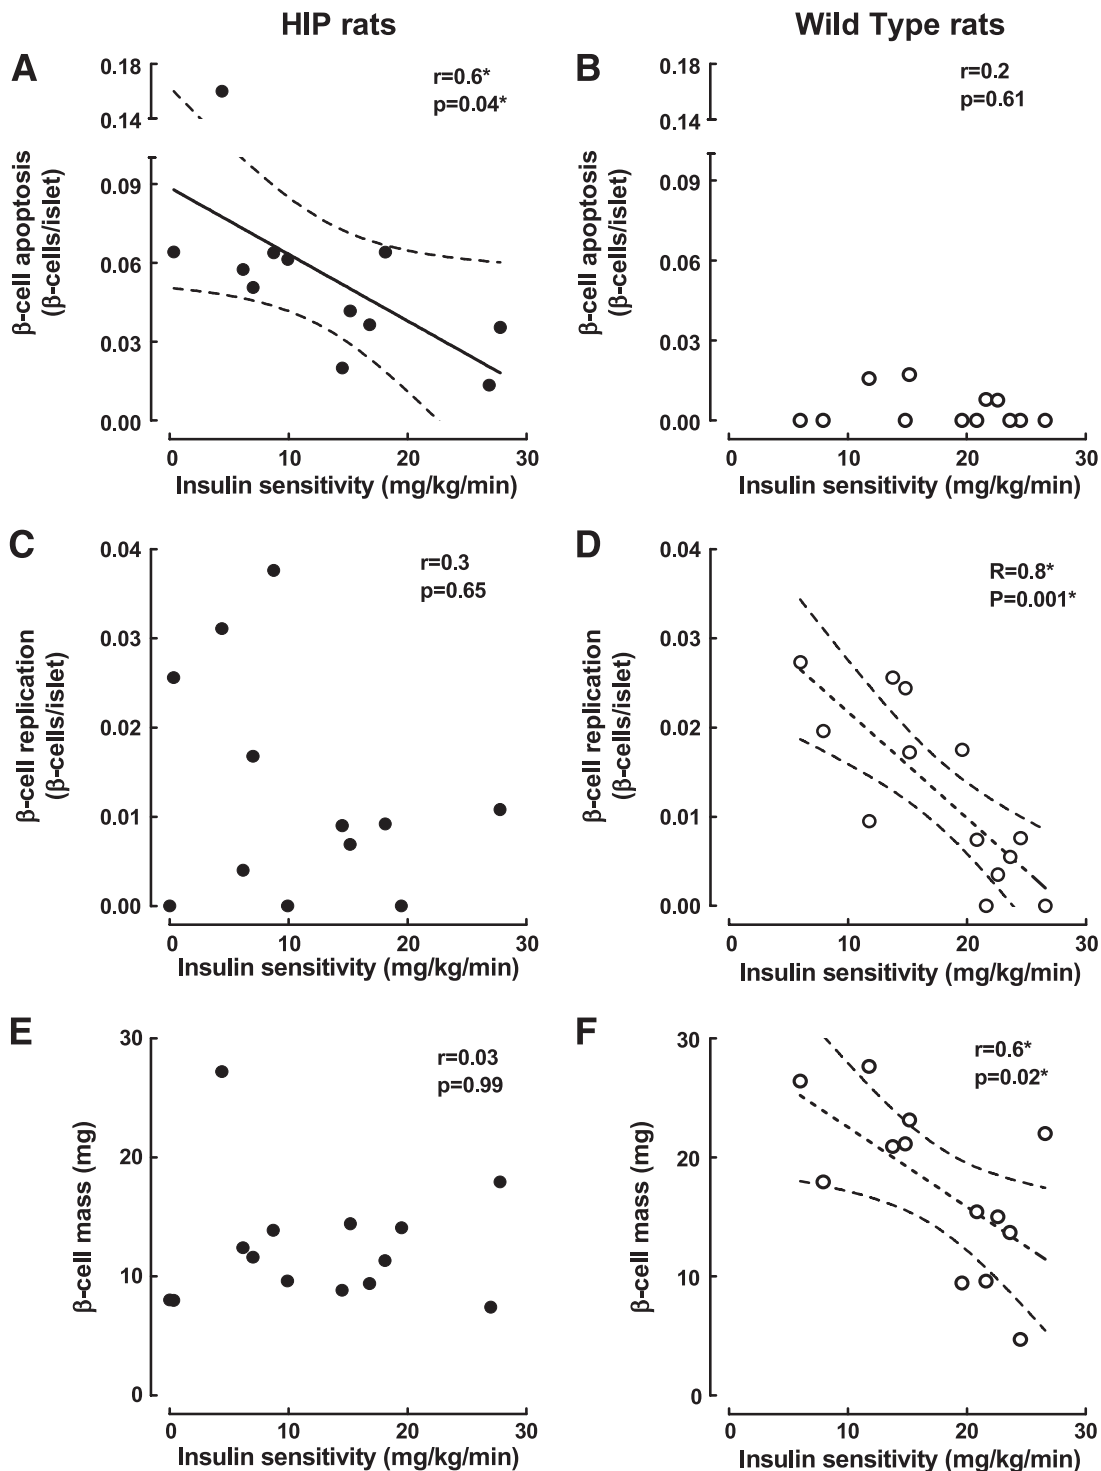 HIP rats
Wild Type rats
A
0.18
0.14
0.09
0.06
0.03
0.00
β-cell apoptosis
(β-cells/islet)
r=0.6*
p=0.04*
0 10 20 30
Insulin sensitivity (mg/kg/min)
B
0.18
0.14
0.09
0.06
0.03
0.00
β-cell apoptosis
(β-cells/islet)
r=0.2
p=0.61
0 10 20 30
Insulin sensitivity (mg/kg/min)
C
0.04
0.03
0.02
0.01
0.00
β-cell replication
(β-cells/islet)
r=0.3
p=0.65
0 10 20 30
Insulin sensitivity (mg/kg/min)
D
0.04
0.03
0.02
0.01
0.00
β-cell replication
(β-cells/islet)
R=0.8*
P=0.001*
0 10 20 30
Insulin sensitivity (mg/kg/min)
E
30
20
10
0
β-cell mass (mg)
r=0.03
p=0.99
0 10 20 30
Insulin sensitivity (mg/kg/min)
F
30
20
10
0
β-cell mass (mg)
r=0.6*
p=0.02*
0 10 20 30
Insulin sensitivity (mg/kg/min)